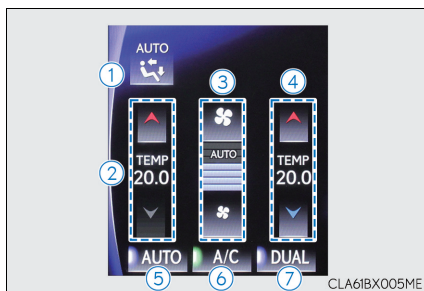 AUTO
1
3
4
2
TEMP
20.0
AUTO
TEMP
20.0
AUTO
A/C
DUAL
5
6
7
CLA61BX005ME